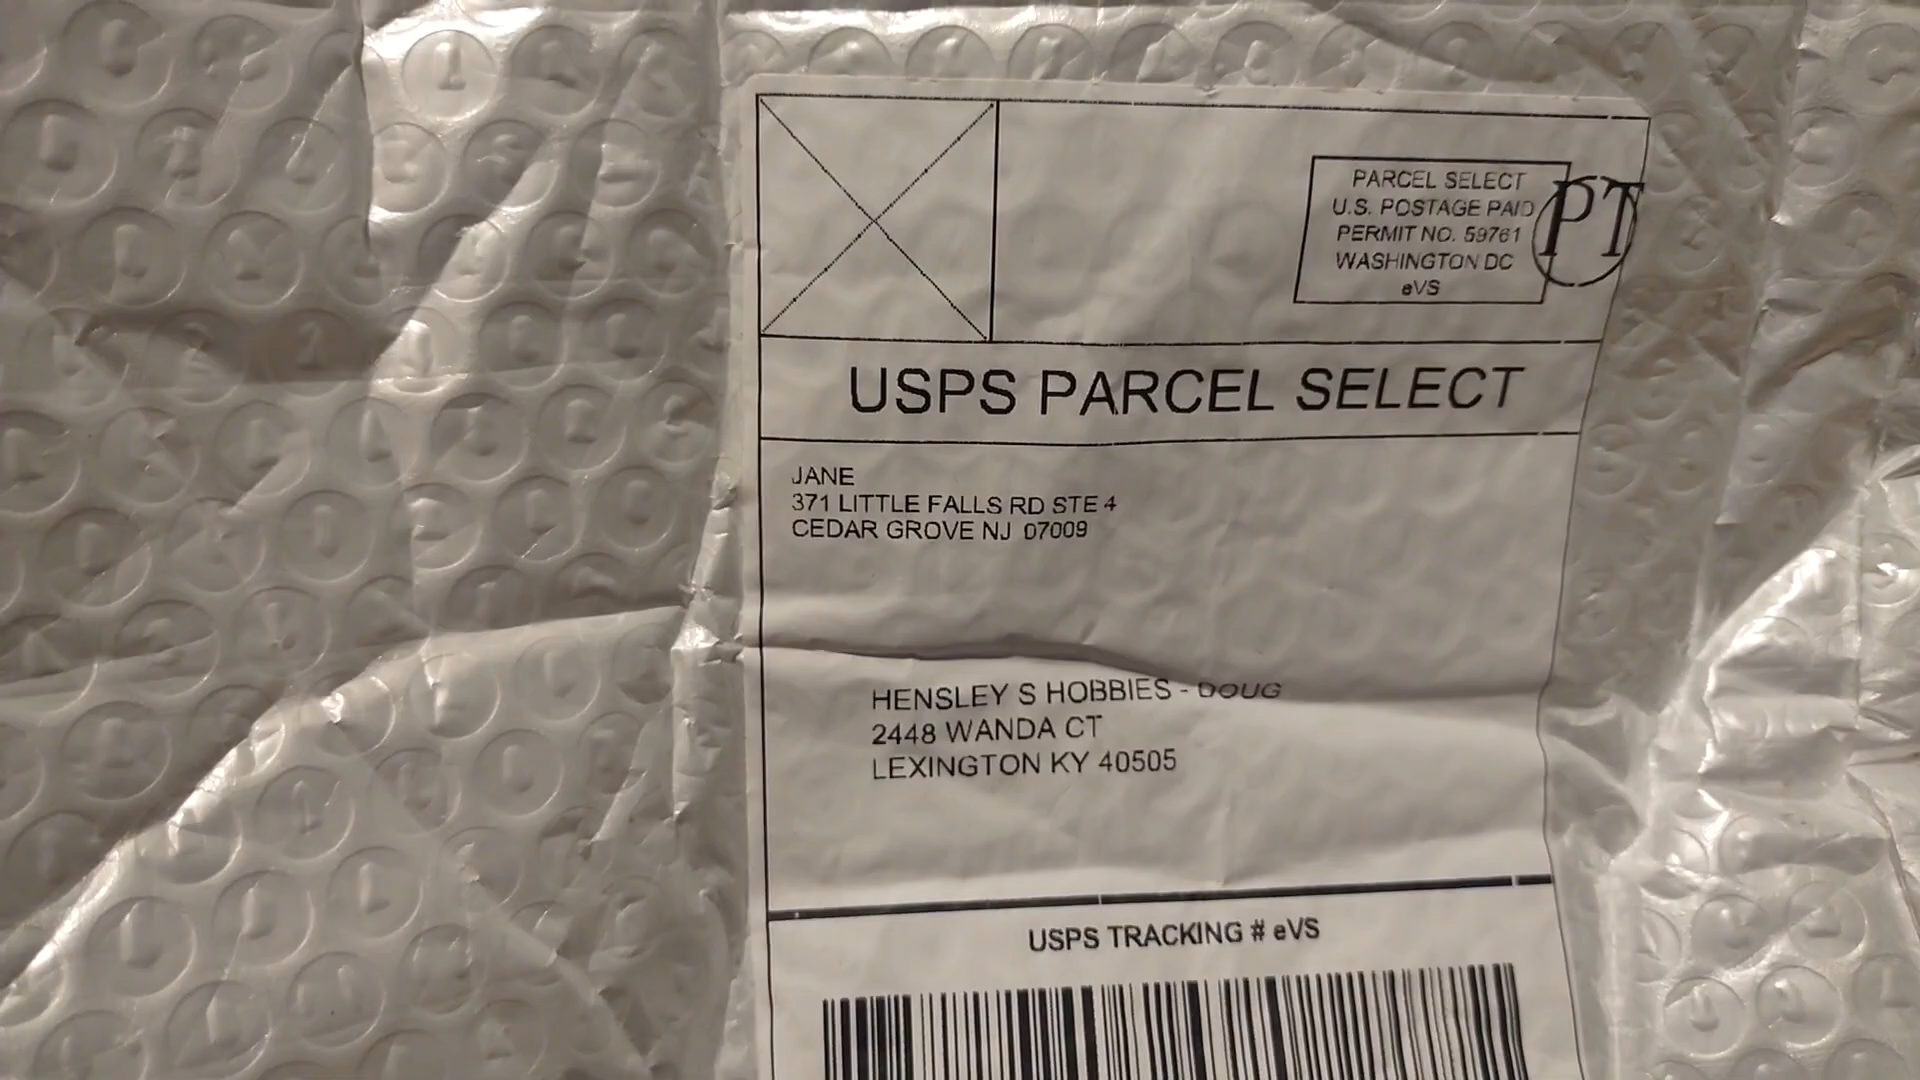 PARCEL SELECT
U.S. POSTAGE PAID
PERMIT NO. 59761
WASHINGTON DC
eVS
PT
USPS PARCEL SELECT
JANE
371 LITTLE FALLS RD STE 4
CEDAR GROVE NJ 07009
HENSLEY S HOBBIES - DOUG
2448 WANDA CT
LEXINGTON KY 40505
USPS TRACKING # eVS